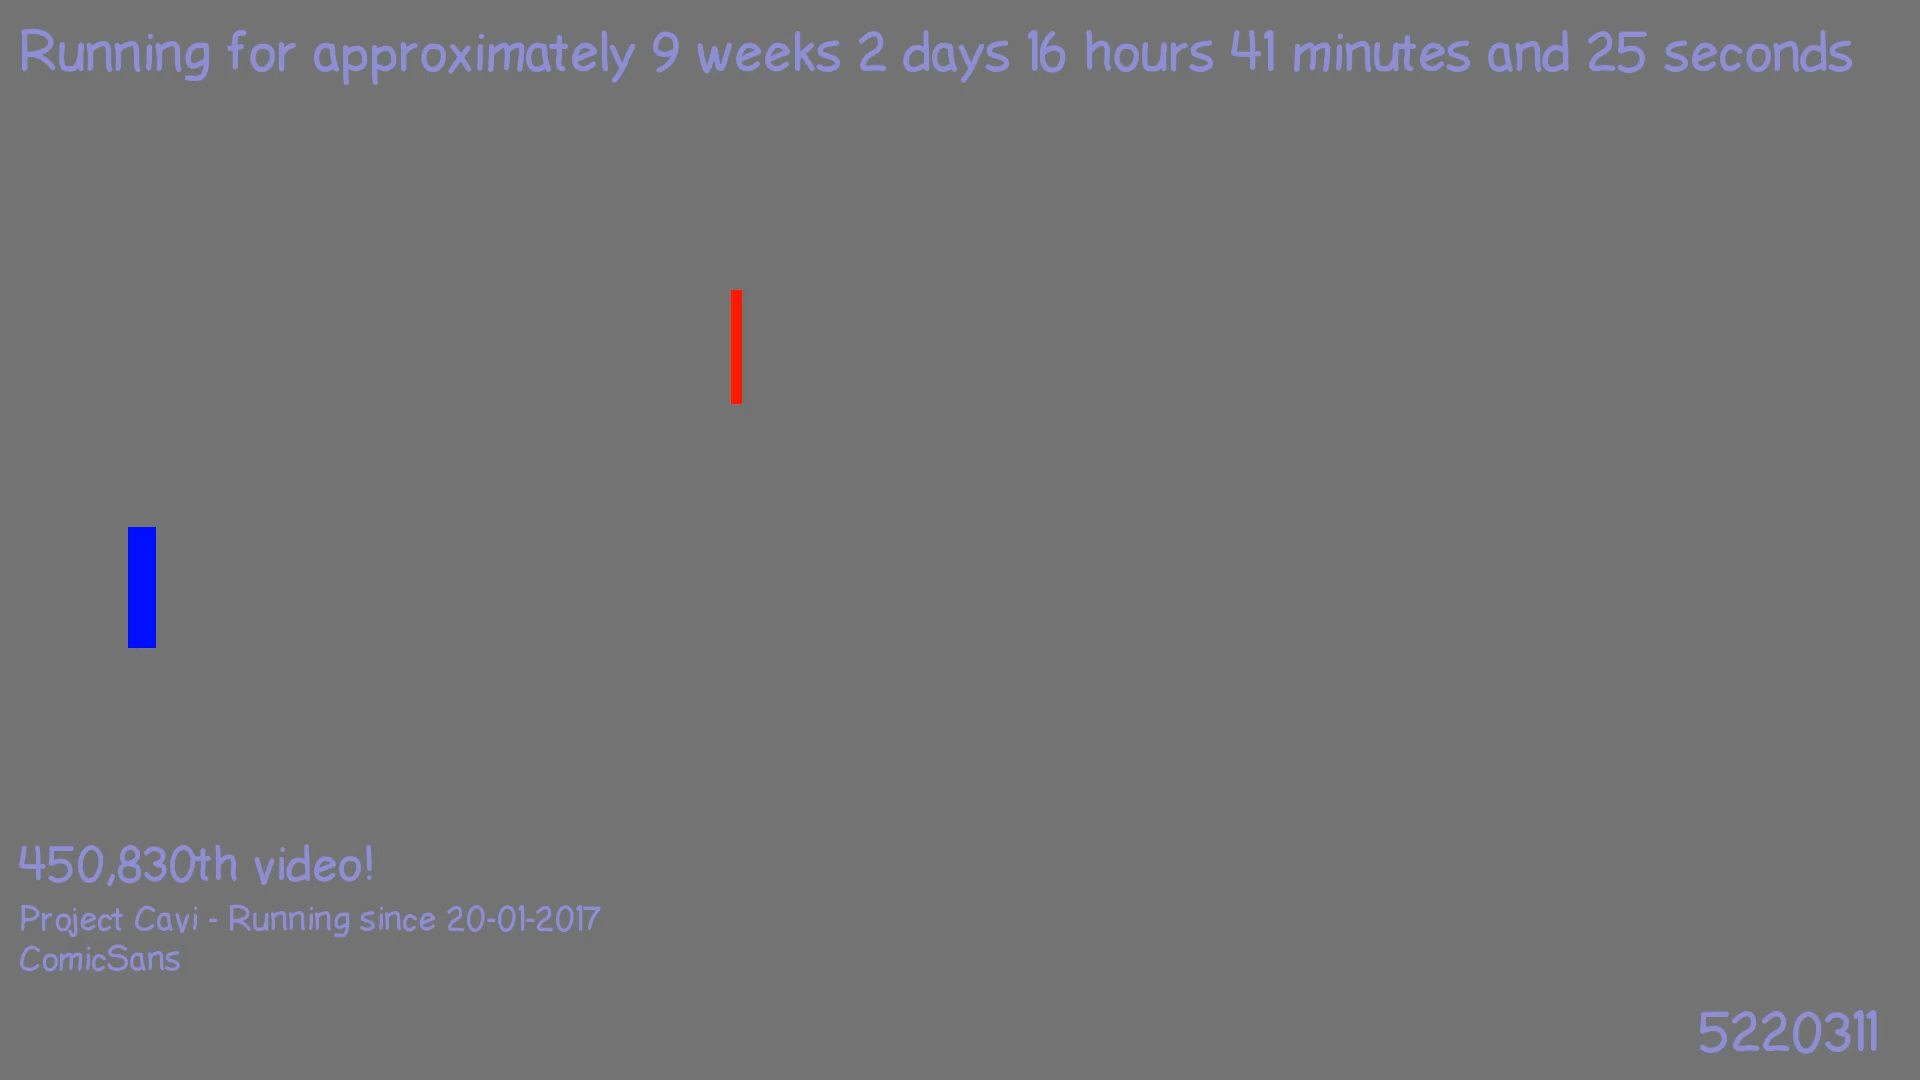 Running for approximately 9 weeks 2 days 16 hours 41 minutes and 25 seconds
450,830th video!
Project Cavi - Running since 20-01-2017
ComicSans
5220311